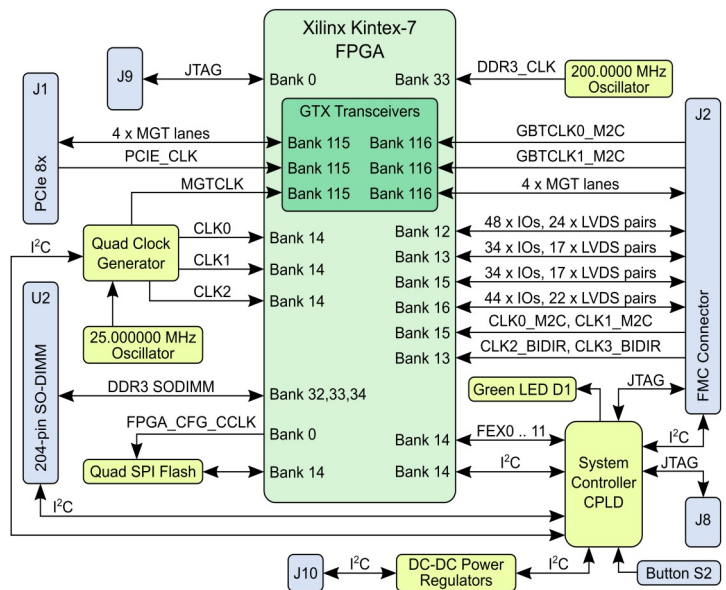 Xilinx Kintex-7
FPGA
J9
JTAG
Bank 0
Bank 33
DDR3_CLK
200.0000 MHz
Oscillator
J1
PCIe 8x
J2
FMC Connector
GTX Transceivers
4 x MGT lanes
Bank 115
Bank 116
GBTCLK0_M2C
PCIE_CLK
Bank 115
Bank 116
GBTCLK1_M2C
MGTCLK
Bank 115
Bank 116
4 x MGT lanes
I²C
Quad Clock
Generator
CLK0
Bank 14
CLK1
Bank 14
CLK2
Bank 14
Bank 12
48 x IOs, 24 x LVDS pairs
Bank 13
34 x IOs, 17 x LVDS pairs
Bank 15
34 x IOs, 17 x LVDS pairs
Bank 16
44 x IOs, 22 x LVDS pairs
Bank 15
CLK0_M2C, CLK1_M2C
Bank 13
CLK2_BIDIR, CLK3_BIDIR
U2
204-pin SO-DIMM
25.000000 MHz
Oscillator
DDR3 SODIMM
Bank 32,33,34
Green LED D1
JTAG
FPGA_CFG_CCLK
Bank 0
Bank 14
FEX0 .. 11
I²C
Quad SPI Flash
Bank 14
Bank 14
I²C
System
Controller
CPLD
JTAG
J8
I²C
J10
I²C
DC-DC Power
Regulators
I²C
Button S2